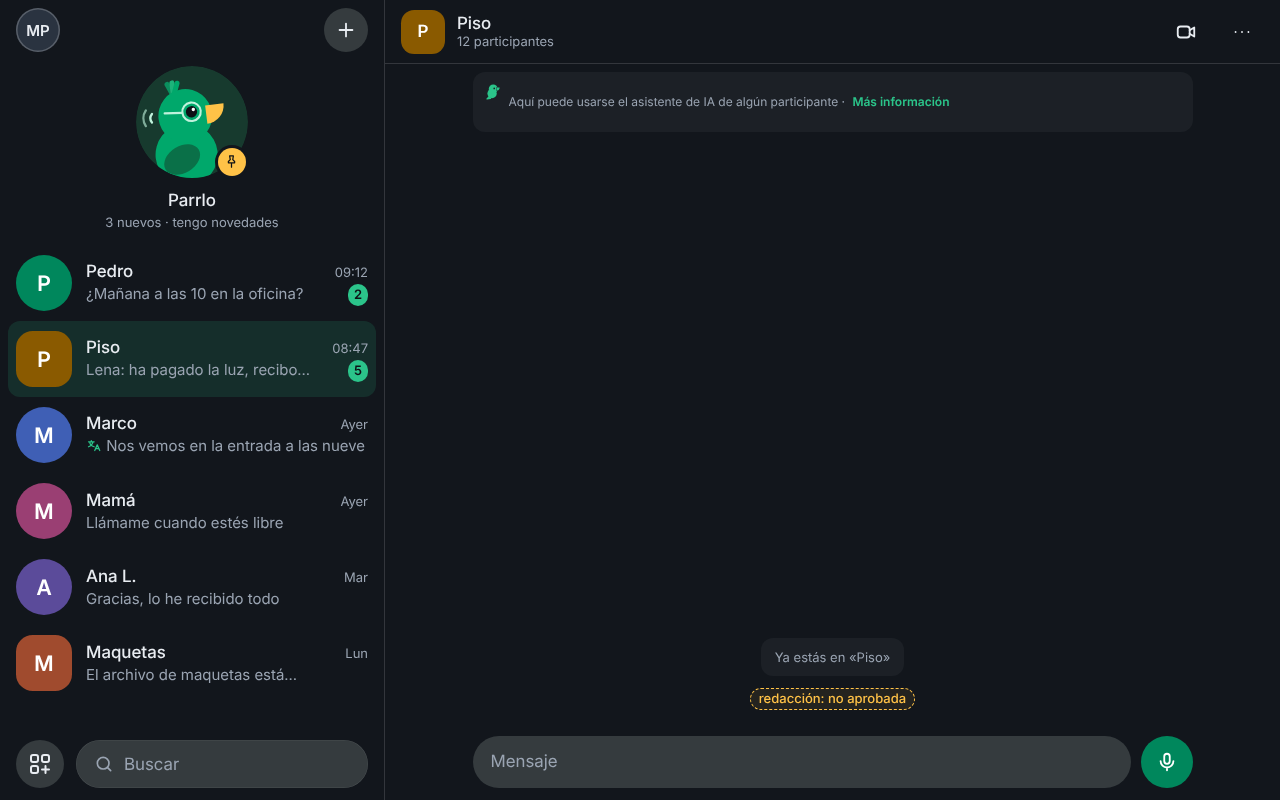 MP
Parrlo
3 nuevos · tengo novedades
P
Pedro
09:12
¿Mañana a las 10 en la oficina?
2
P
Piso
08:47
Lena: ha pagado la luz, recibo...
5
M
Marco
Ayer
Nos vemos en la entrada a las nueve
M
Mamá
Ayer
Llámame cuando estés libre
A
Ana L.
Mar
Gracias, lo he recibido todo
M
Maquetas
Lun
El archivo de maquetas está...
Buscar
P
Piso
12 participantes
Aquí puede usarse el asistente de IA de algún participante · Más información
Ya estás en «Piso»
redacción: no aprobada
Mensaje